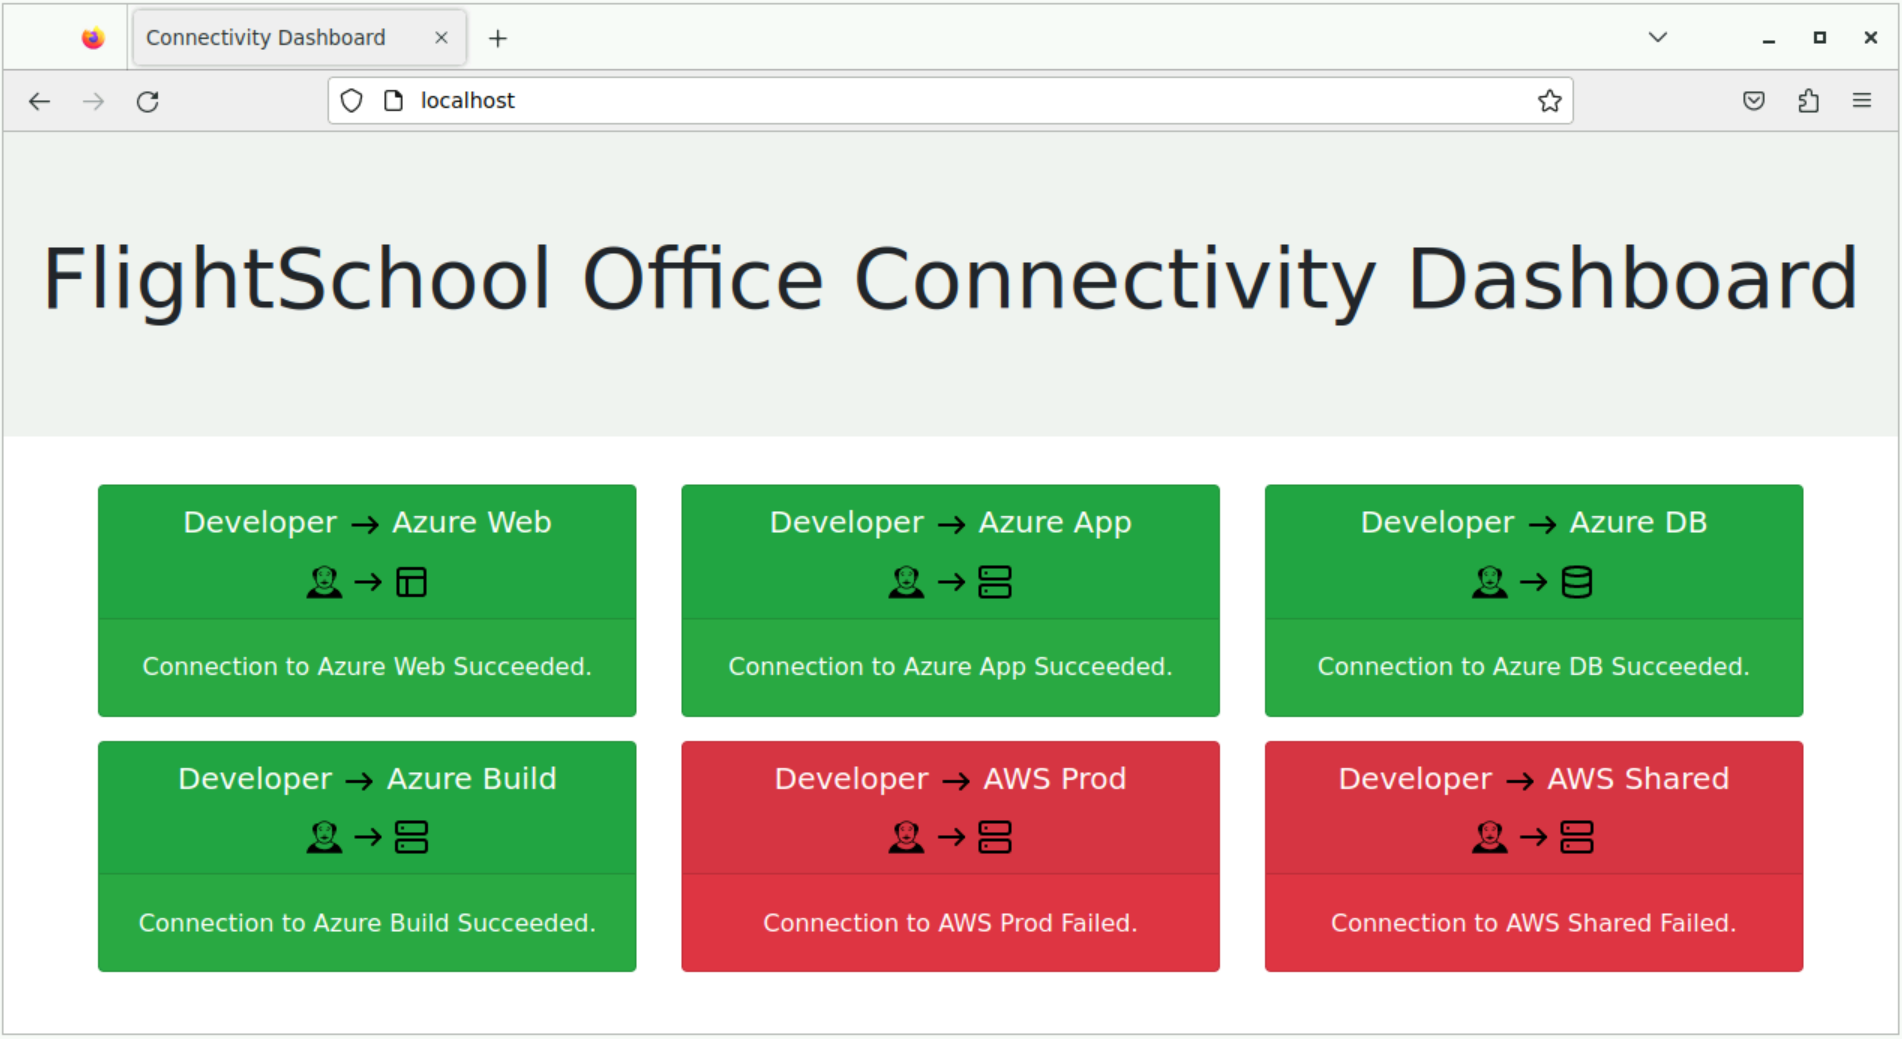 Connectivity Dashboard
localhost
FlightSchool Office Connectivity Dashboard
Developer → Azure Web
Connection to Azure Web Succeeded.
Developer → Azure App
Connection to Azure App Succeeded.
Developer → Azure DB
Connection to Azure DB Succeeded.
Developer → Azure Build
Connection to Azure Build Succeeded.
Developer → AWS Prod
Connection to AWS Prod Failed.
Developer → AWS Shared
Connection to AWS Shared Failed.